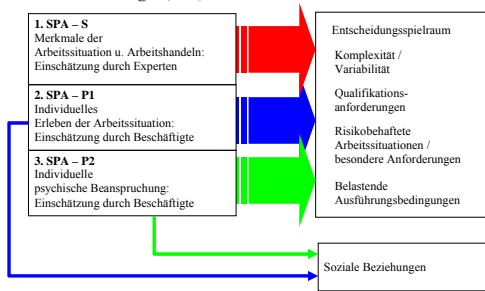 1. SPA – S
Merkmale der
Arbeitssituation u. Arbeitshandeln:
Einschätzung durch Experten
2. SPA – P1
Individuelles
Erleben der Arbeitssituation:
Einschätzung durch Beschäftigte
3. SPA – P2
Individuelle
psychische Beanspruchung:
Einschätzung durch Beschäftigte
Entscheidungsspielraum
Komplexität /
Variabilität
Qualifikations-
anforderungen
Risikobehaftete
Arbeitssituationen /
besondere Anforderungen
Belastende
Ausführungsbedingungen
Soziale Beziehungen